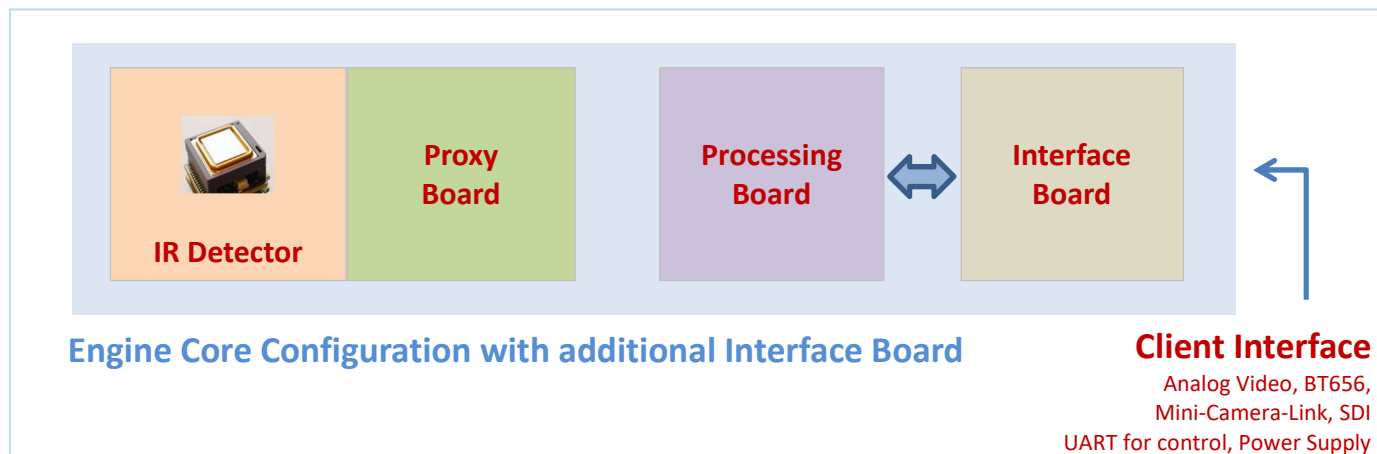 IR Detector
Proxy
Board
Processing
Board
Interface
Board
Engine Core Configuration with additional Interface Board
Client Interface
Analog Video, BT656,
Mini-Camera-Link, SDI
UART for control, Power Supply